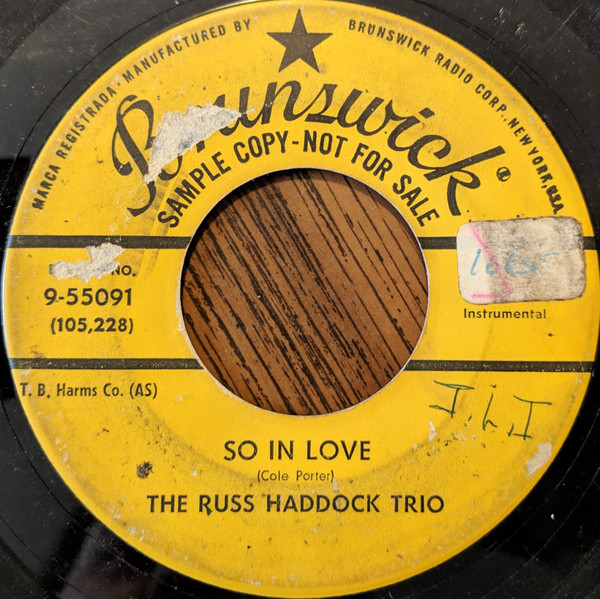 MARCA REGISTRADA · MANUFACTURED BY BRUNSWICK RADIO CORP., NEW YORK, U.S.A.
Brunswick ®
SAMPLE COPY-NOT FOR SALE
NO.
9-55091
(105,228)
Instrumental
T. B. Harms Co. (AS)
SO IN LOVE
(Cole Porter)
THE RUSS HADDOCK TRIO